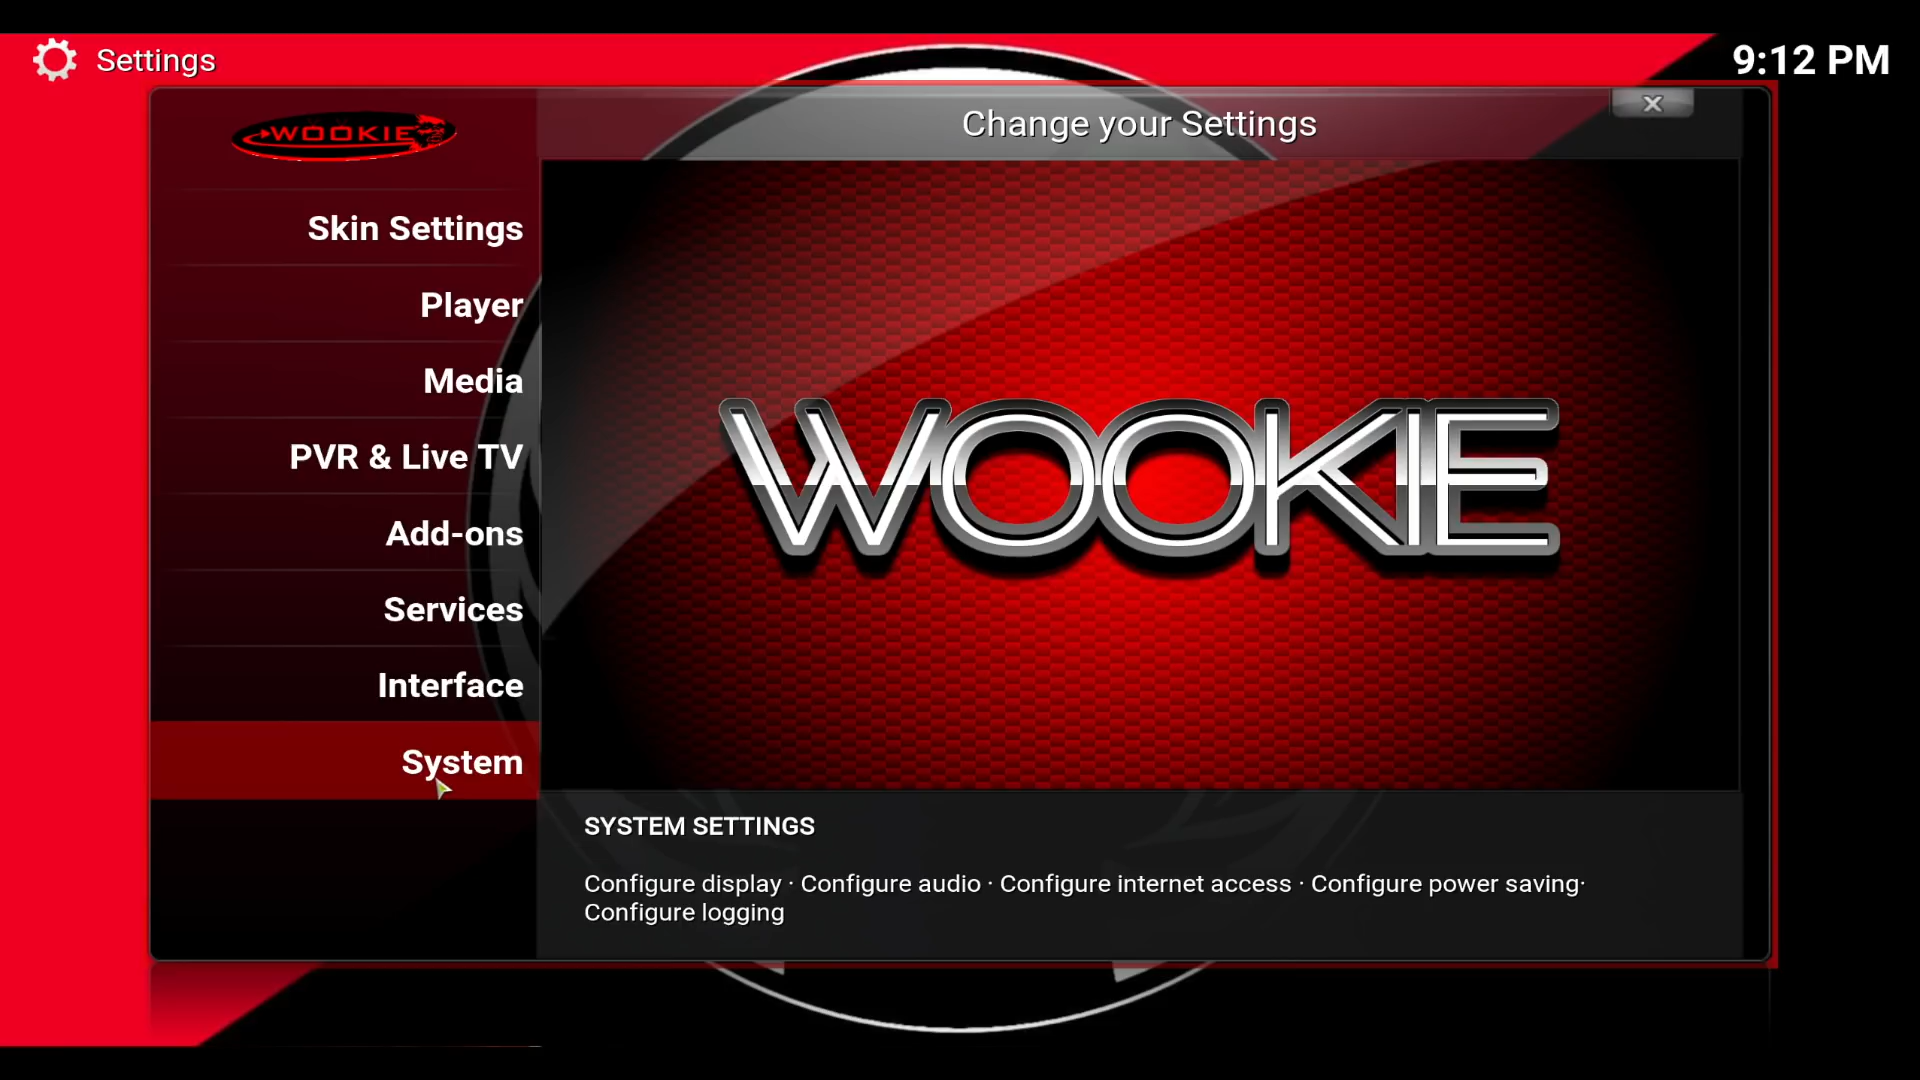 Settings
9:12 PM
WOOKIE
Change your Settings
Skin Settings
Player
Media
PVR & Live TV
Add-ons
Services
Interface
System
WOOKIE
SYSTEM SETTINGS
Configure display · Configure audio · Configure internet access · Configure power saving·
Configure logging